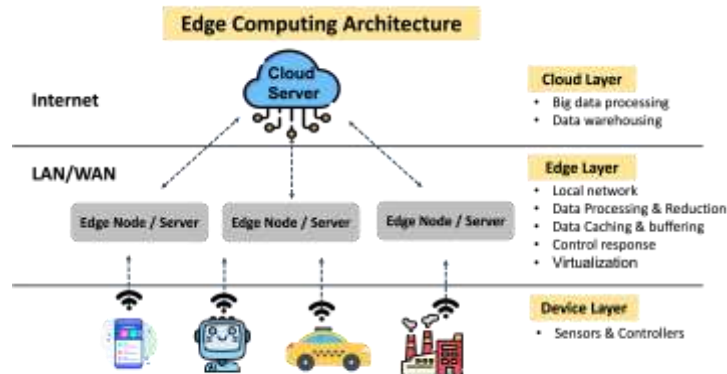 Edge Computing Architecture
Cloud
Server
Internet
Cloud Layer
• Big data processing
• Data warehousing
LAN/WAN
Edge Layer
• Local network
• Data Processing & Reduction
• Data Caching & buffering
• Control response
• Virtualization
Edge Node / Server
Edge Node / Server
Edge Node / Server
Device Layer
• Sensors & Controllers